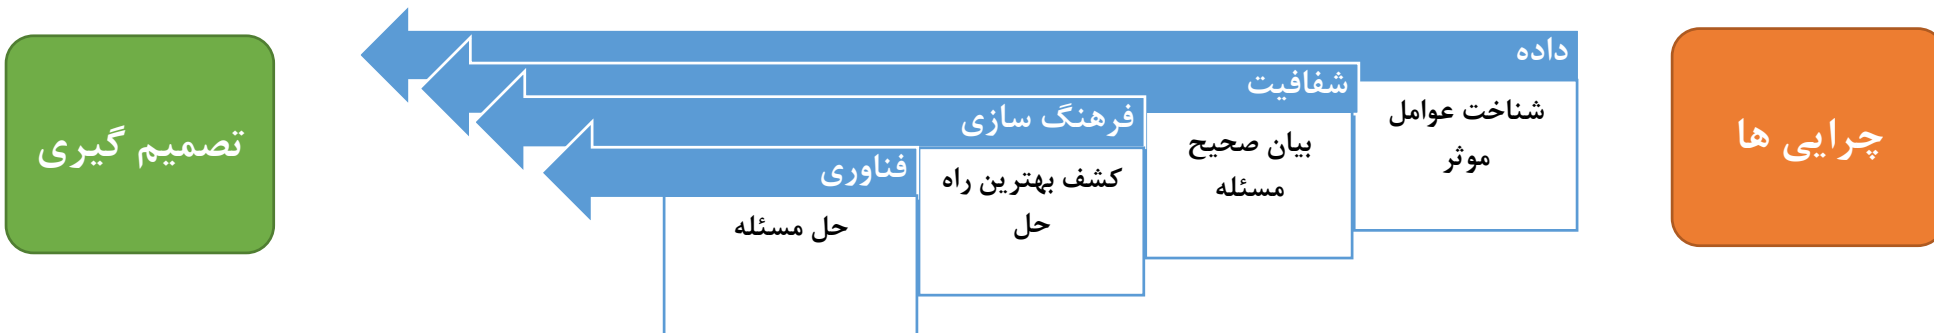 چرایی ها
داده
شناخت عوامل
موثر
شفافیت
بیان صحیح
مسئله
فرهنگ سازی
کشف بهترین راه
حل
فناوری
حل مسئله
تصمیم گیری